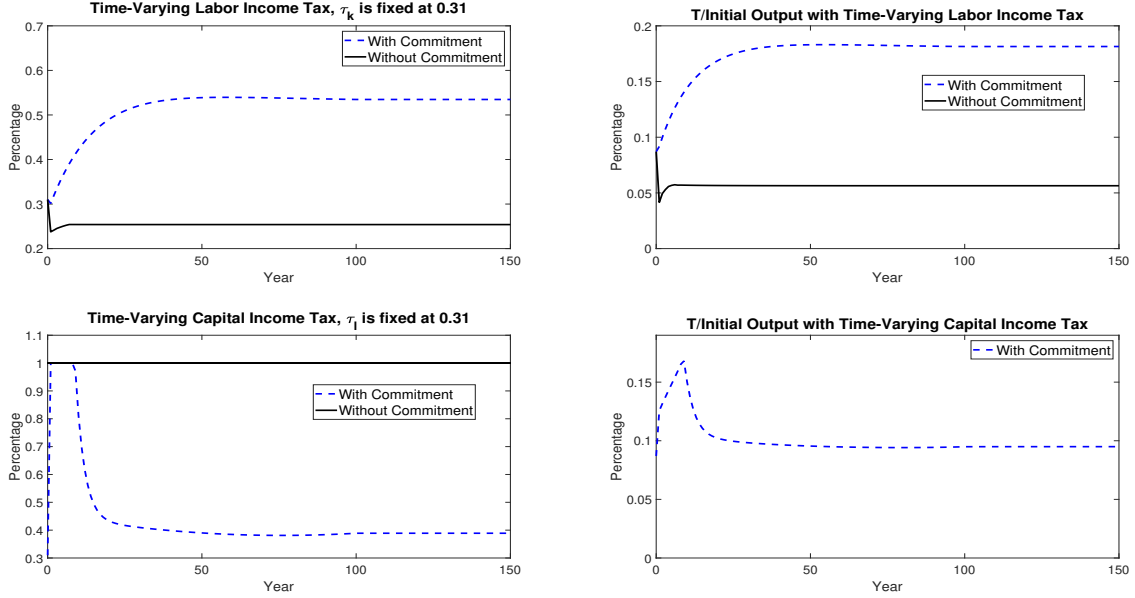 Time-Varying Labor Income Tax, τk is fixed at 0.31
0.7
0.6
0.5
0.4
0.3
0.2
Percentage
0 50 100 150
Year
With Commitment
Without Commitment
T/Initial Output with Time-Varying Labor Income Tax
0.2
0.15
0.1
0.05
0
Percentage
0 50 100 150
Year
With Commitment
Without Commitment
Time-Varying Capital Income Tax, τl is fixed at 0.31
1.1
1
0.9
0.8
0.7
0.6
0.5
0.4
0.3
Percentage
0 50 100 150
Year
With Commitment
Without Commitment
T/Initial Output with Time-Varying Capital Income Tax
0.15
0.1
0.05
0
Percentage
0 50 100 150
Year
With Commitment